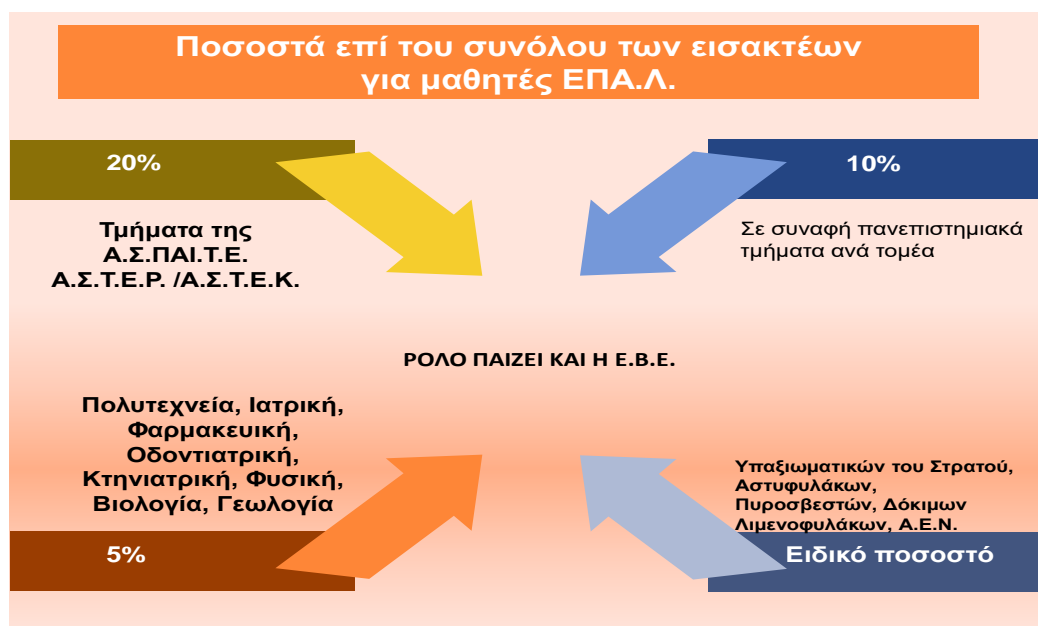 Ποσοστά επί του συνόλου των εισακτέων
για μαθητές ΕΠΑ.Λ.
20%
Τμήματα της
Α.Σ.ΠΑΙ.Τ.Ε.
Α.Σ.Τ.Ε.Ρ. /Α.Σ.Τ.Ε.Κ.
10%
Σε συναφή πανεπιστημιακά
τμήματα ανά τομέα
ΡΟΛΟ ΠΑΙΖΕΙ ΚΑΙ Η Ε.Β.Ε.
Πολυτεχνεία, Ιατρική,
Φαρμακευική,
Οδοντιατρική,
Κτηνιατρική, Φυσική,
Βιολογία, Γεωλογία
5%
Υπαξιωματικών του Στρατού,
Αστυφυλάκων,
Πυροσβεστών, Δόκιμων
Λιμενοφυλάκων, Α.Ε.Ν.
Ειδικό ποσοστό